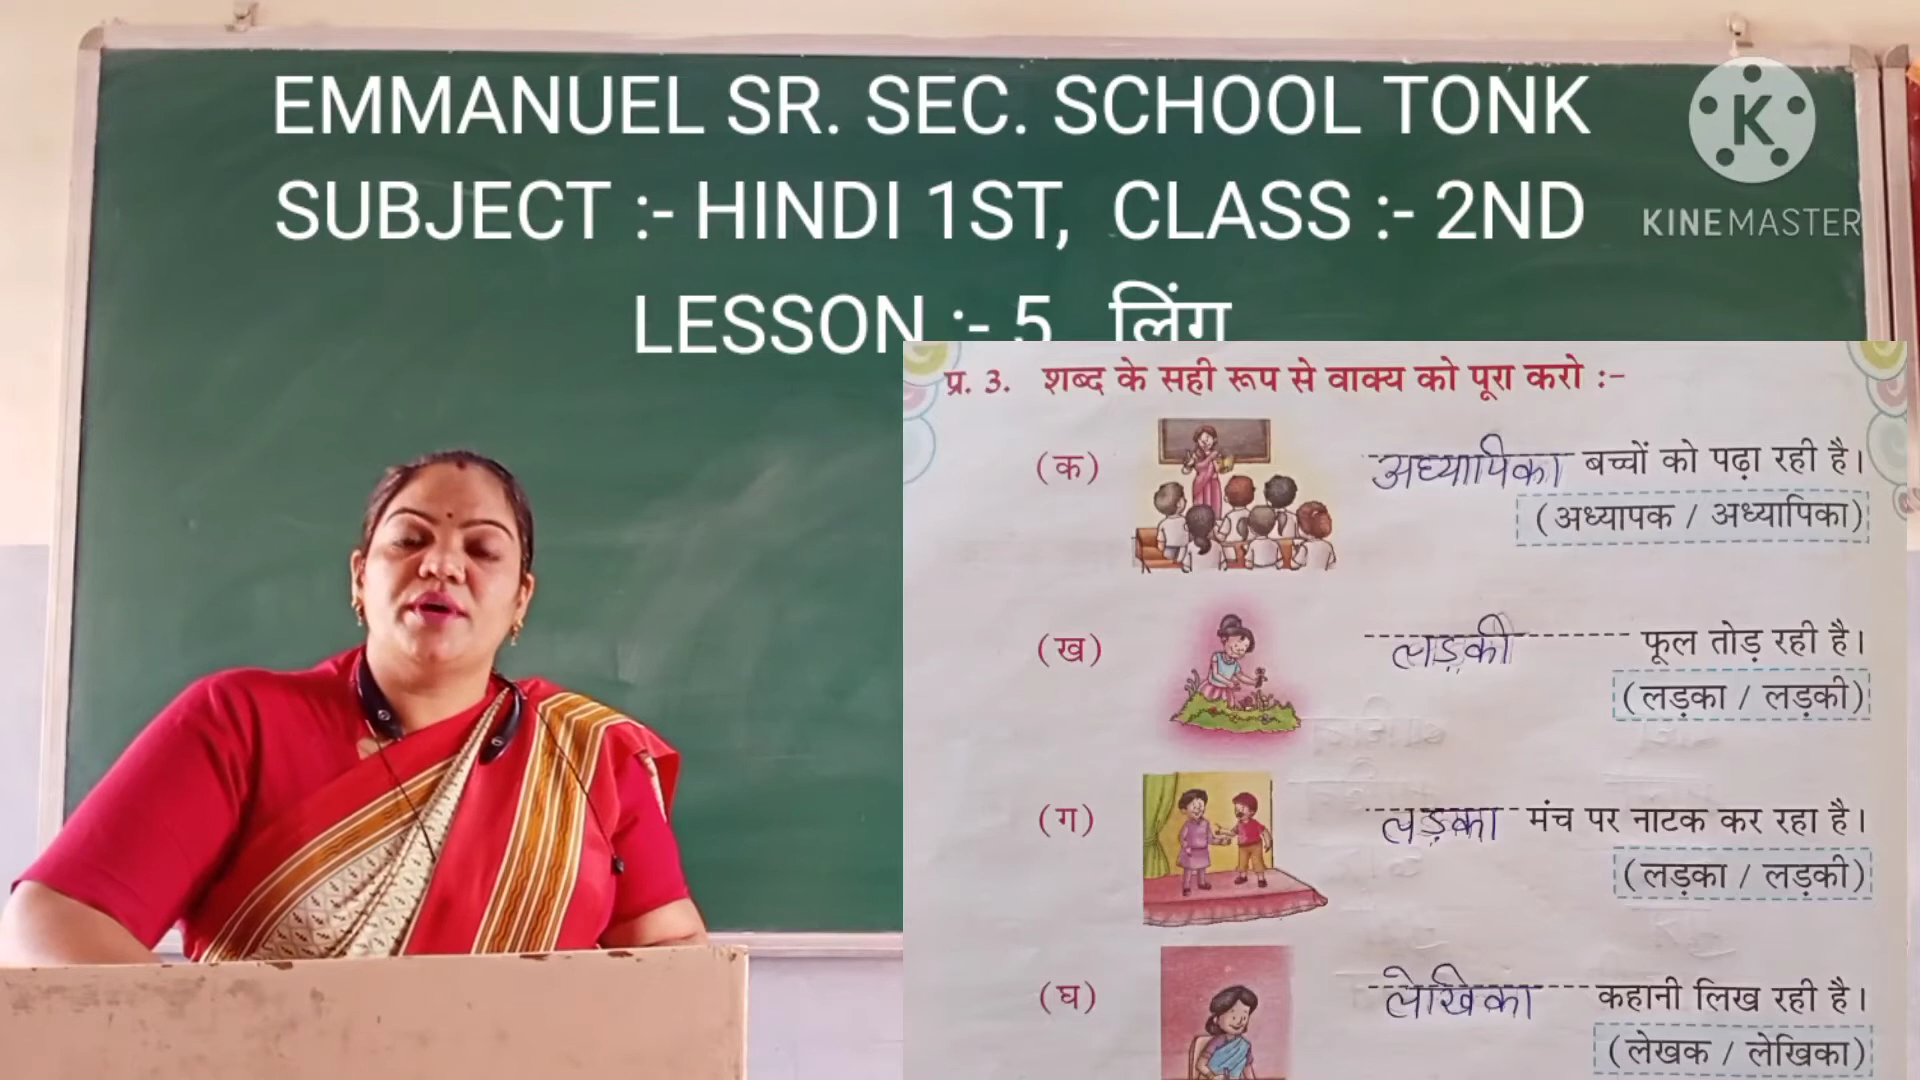 EMMANUEL SR. SEC. SCHOOL TONK
SUBJECT :- HINDI 1ST, CLASS :- 2ND
LESSON :- 5 लिंग
K
KINEMASTER
प्र. 3. शब्द के सही रूप से वाक्य को पूरा करो :-
(क) अध्यापिका बच्चों को पढ़ा रही है।
(अध्यापक / अध्यापिका)
(ख) लड़की फूल तोड़ रही है।
(लड़का / लड़की)
(ग) लड़का मंच पर नाटक कर रहा है।
(लड़का / लड़की)
(घ) लेखिका कहानी लिख रही है।
(लेखक / लेखिका)